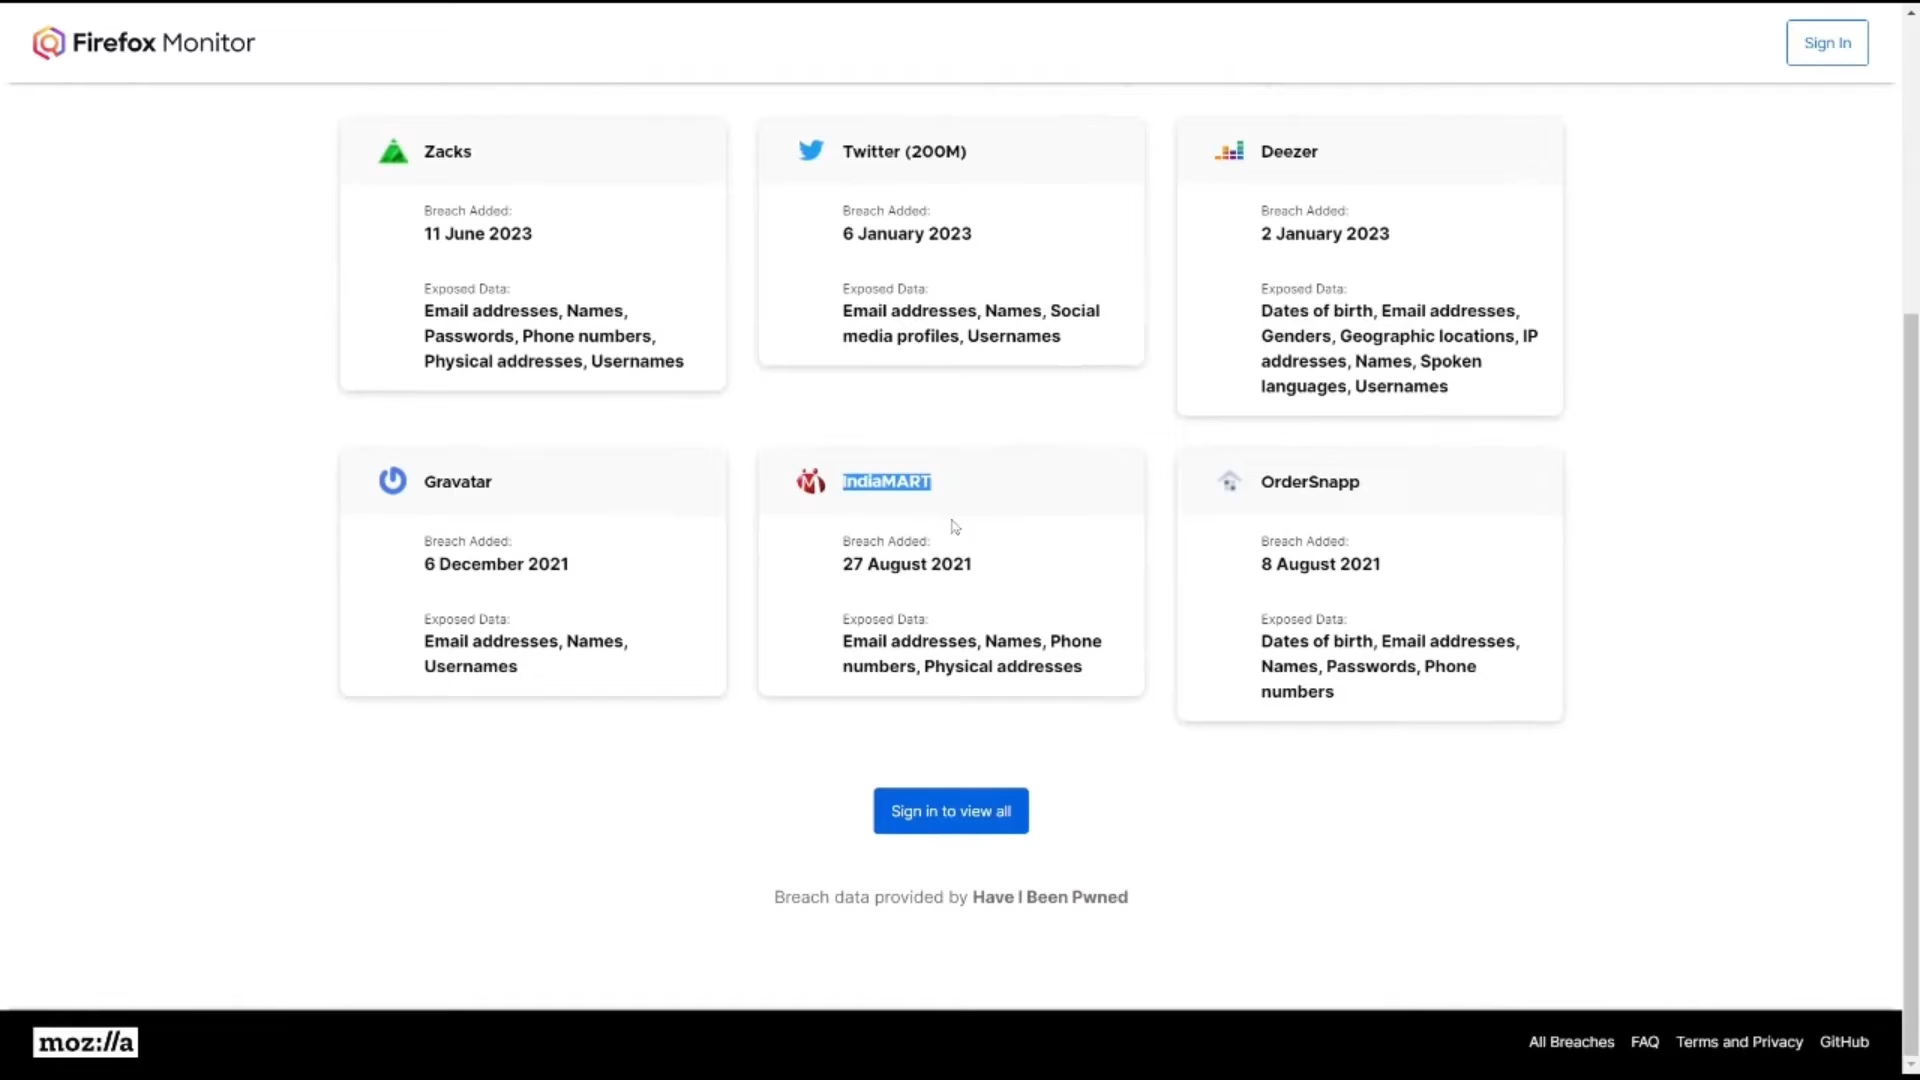 Firefox Monitor
Sign In
Zacks
Breach Added:
11 June 2023
Exposed Data:
Email addresses, Names,
Passwords, Phone numbers,
Physical addresses, Usernames
Twitter (200M)
Breach Added:
6 January 2023
Exposed Data:
Email addresses, Names, Social
media profiles, Usernames
Deezer
Breach Added:
2 January 2023
Exposed Data:
Dates of birth, Email addresses,
Genders, Geographic locations, IP
addresses, Names, Spoken
languages, Usernames
Gravatar
Breach Added:
6 December 2021
Exposed Data:
Email addresses, Names,
Usernames
IndiaMART
Breach Added:
27 August 2021
Exposed Data:
Email addresses, Names, Phone
numbers, Physical addresses
OrderSnapp
Breach Added:
8 August 2021
Exposed Data:
Dates of birth, Email addresses,
Names, Passwords, Phone
numbers
Sign in to view all
Breach data provided by Have I Been Pwned
moz://a
All Breaches FAQ Terms and Privacy GitHub